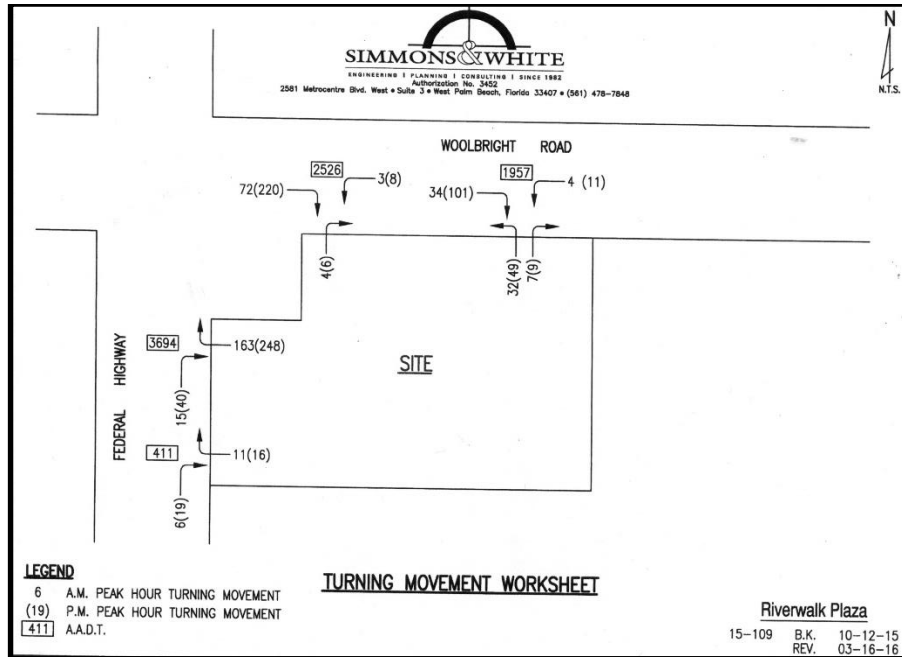 SIMMONS & WHITE
ENGINEERING | PLANNING | CONSULTING | SINCE 1982
Authorization No. 3452
2581 Metrocentre Blvd. West • Suite 3 • West Palm Beach, Florida 33407 • (561) 478-7848
N
N.T.S.
WOOLBRIGHT ROAD
2526
1957
3(8)
4 (11)
72(220)
34(101)
4(6)
32(49)
7(9)
FEDERAL HIGHWAY
3694
163(248)
SITE
15(40)
411
11(16)
6(19)
LEGEND
6 A.M. PEAK HOUR TURNING MOVEMENT
(19) P.M. PEAK HOUR TURNING MOVEMENT
411 A.A.D.T.
TURNING MOVEMENT WORKSHEET
Riverwalk Plaza
15-109 B.K. 10-12-15
REV. 03-16-16